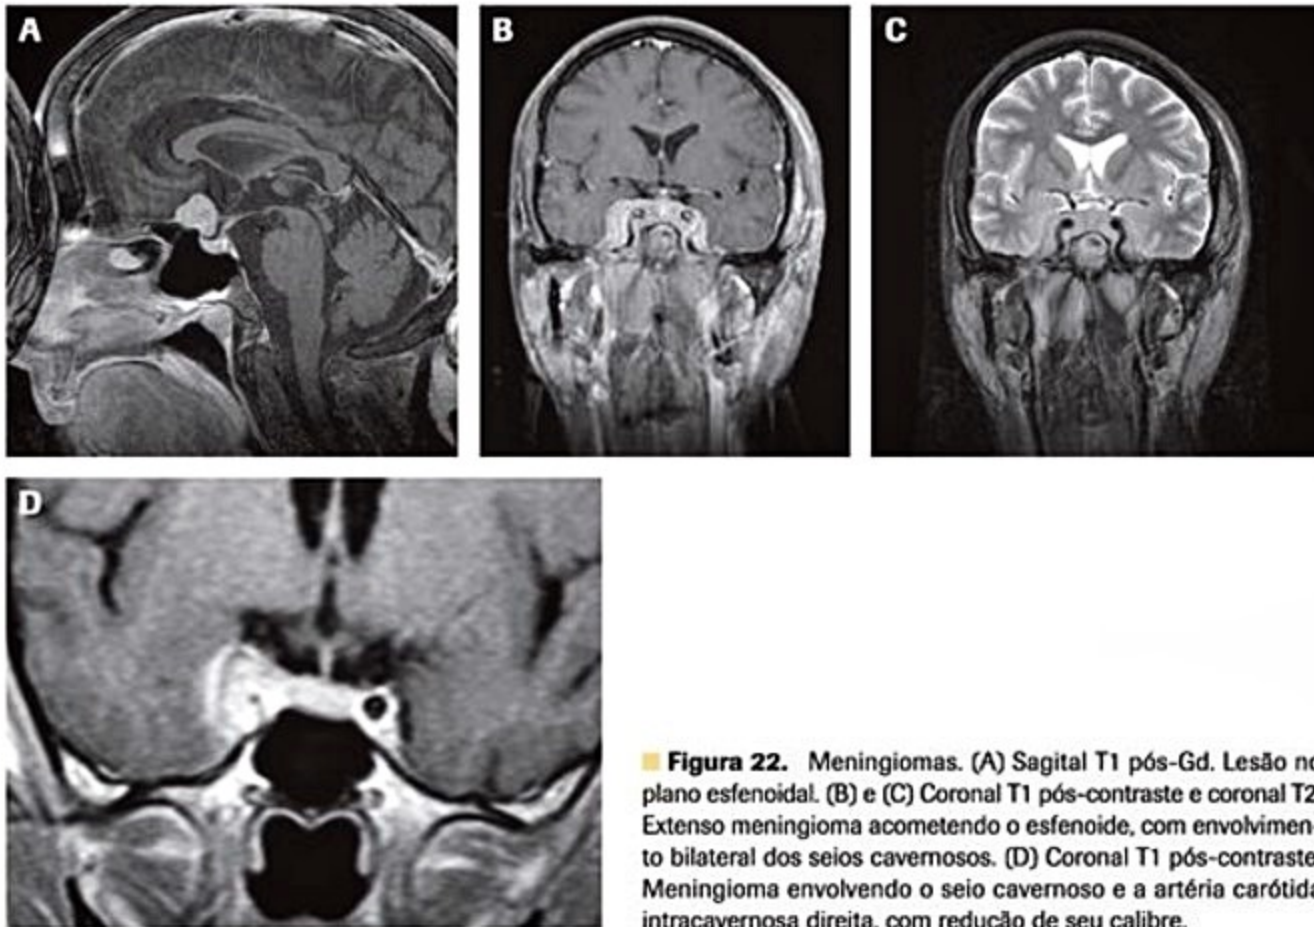 A
B
C
D
Figura 22. Meningiomas. (A) Sagital T1 pós-Gd. Lesão no
plano esfenoidal. (B) e (C) Coronal T1 pós-contraste e coronal T2.
Extenso meningioma acometendo o esfenoide, com envolvimen-
to bilateral dos seios cavernosos. (D) Coronal T1 pós-contraste.
Meningioma envolvendo o seio cavernoso e a artéria carótida
intracavernosa direita, com redução de seu calibre.